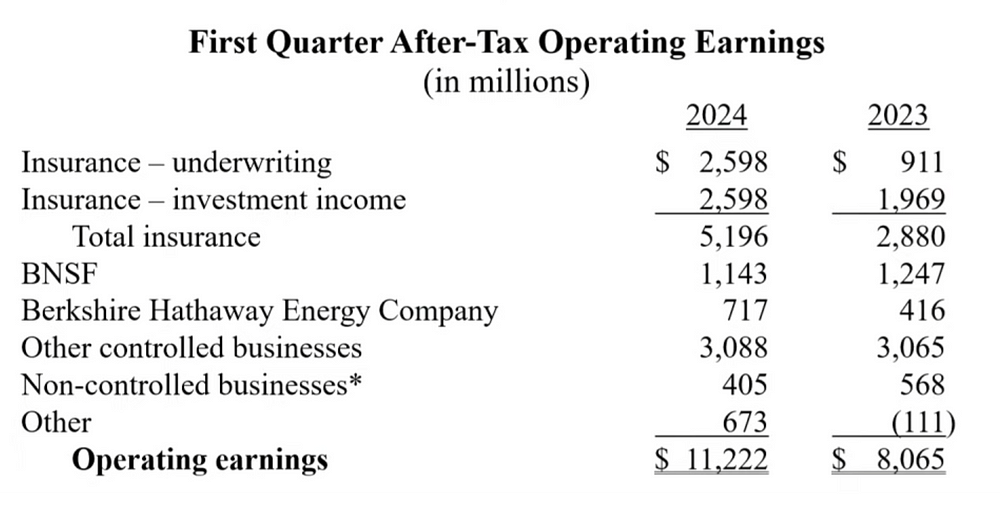 First Quarter After-Tax Operating Earnings
(in millions)
2024 2023
Insurance – underwriting $ 2,598 $ 911
Insurance – investment income 2,598 1,969
Total insurance 5,196 2,880
BNSF 1,143 1,247
Berkshire Hathaway Energy Company 717 416
Other controlled businesses 3,088 3,065
Non-controlled businesses* 405 568
Other 673 (111)
Operating earnings $ 11,222 $ 8,065